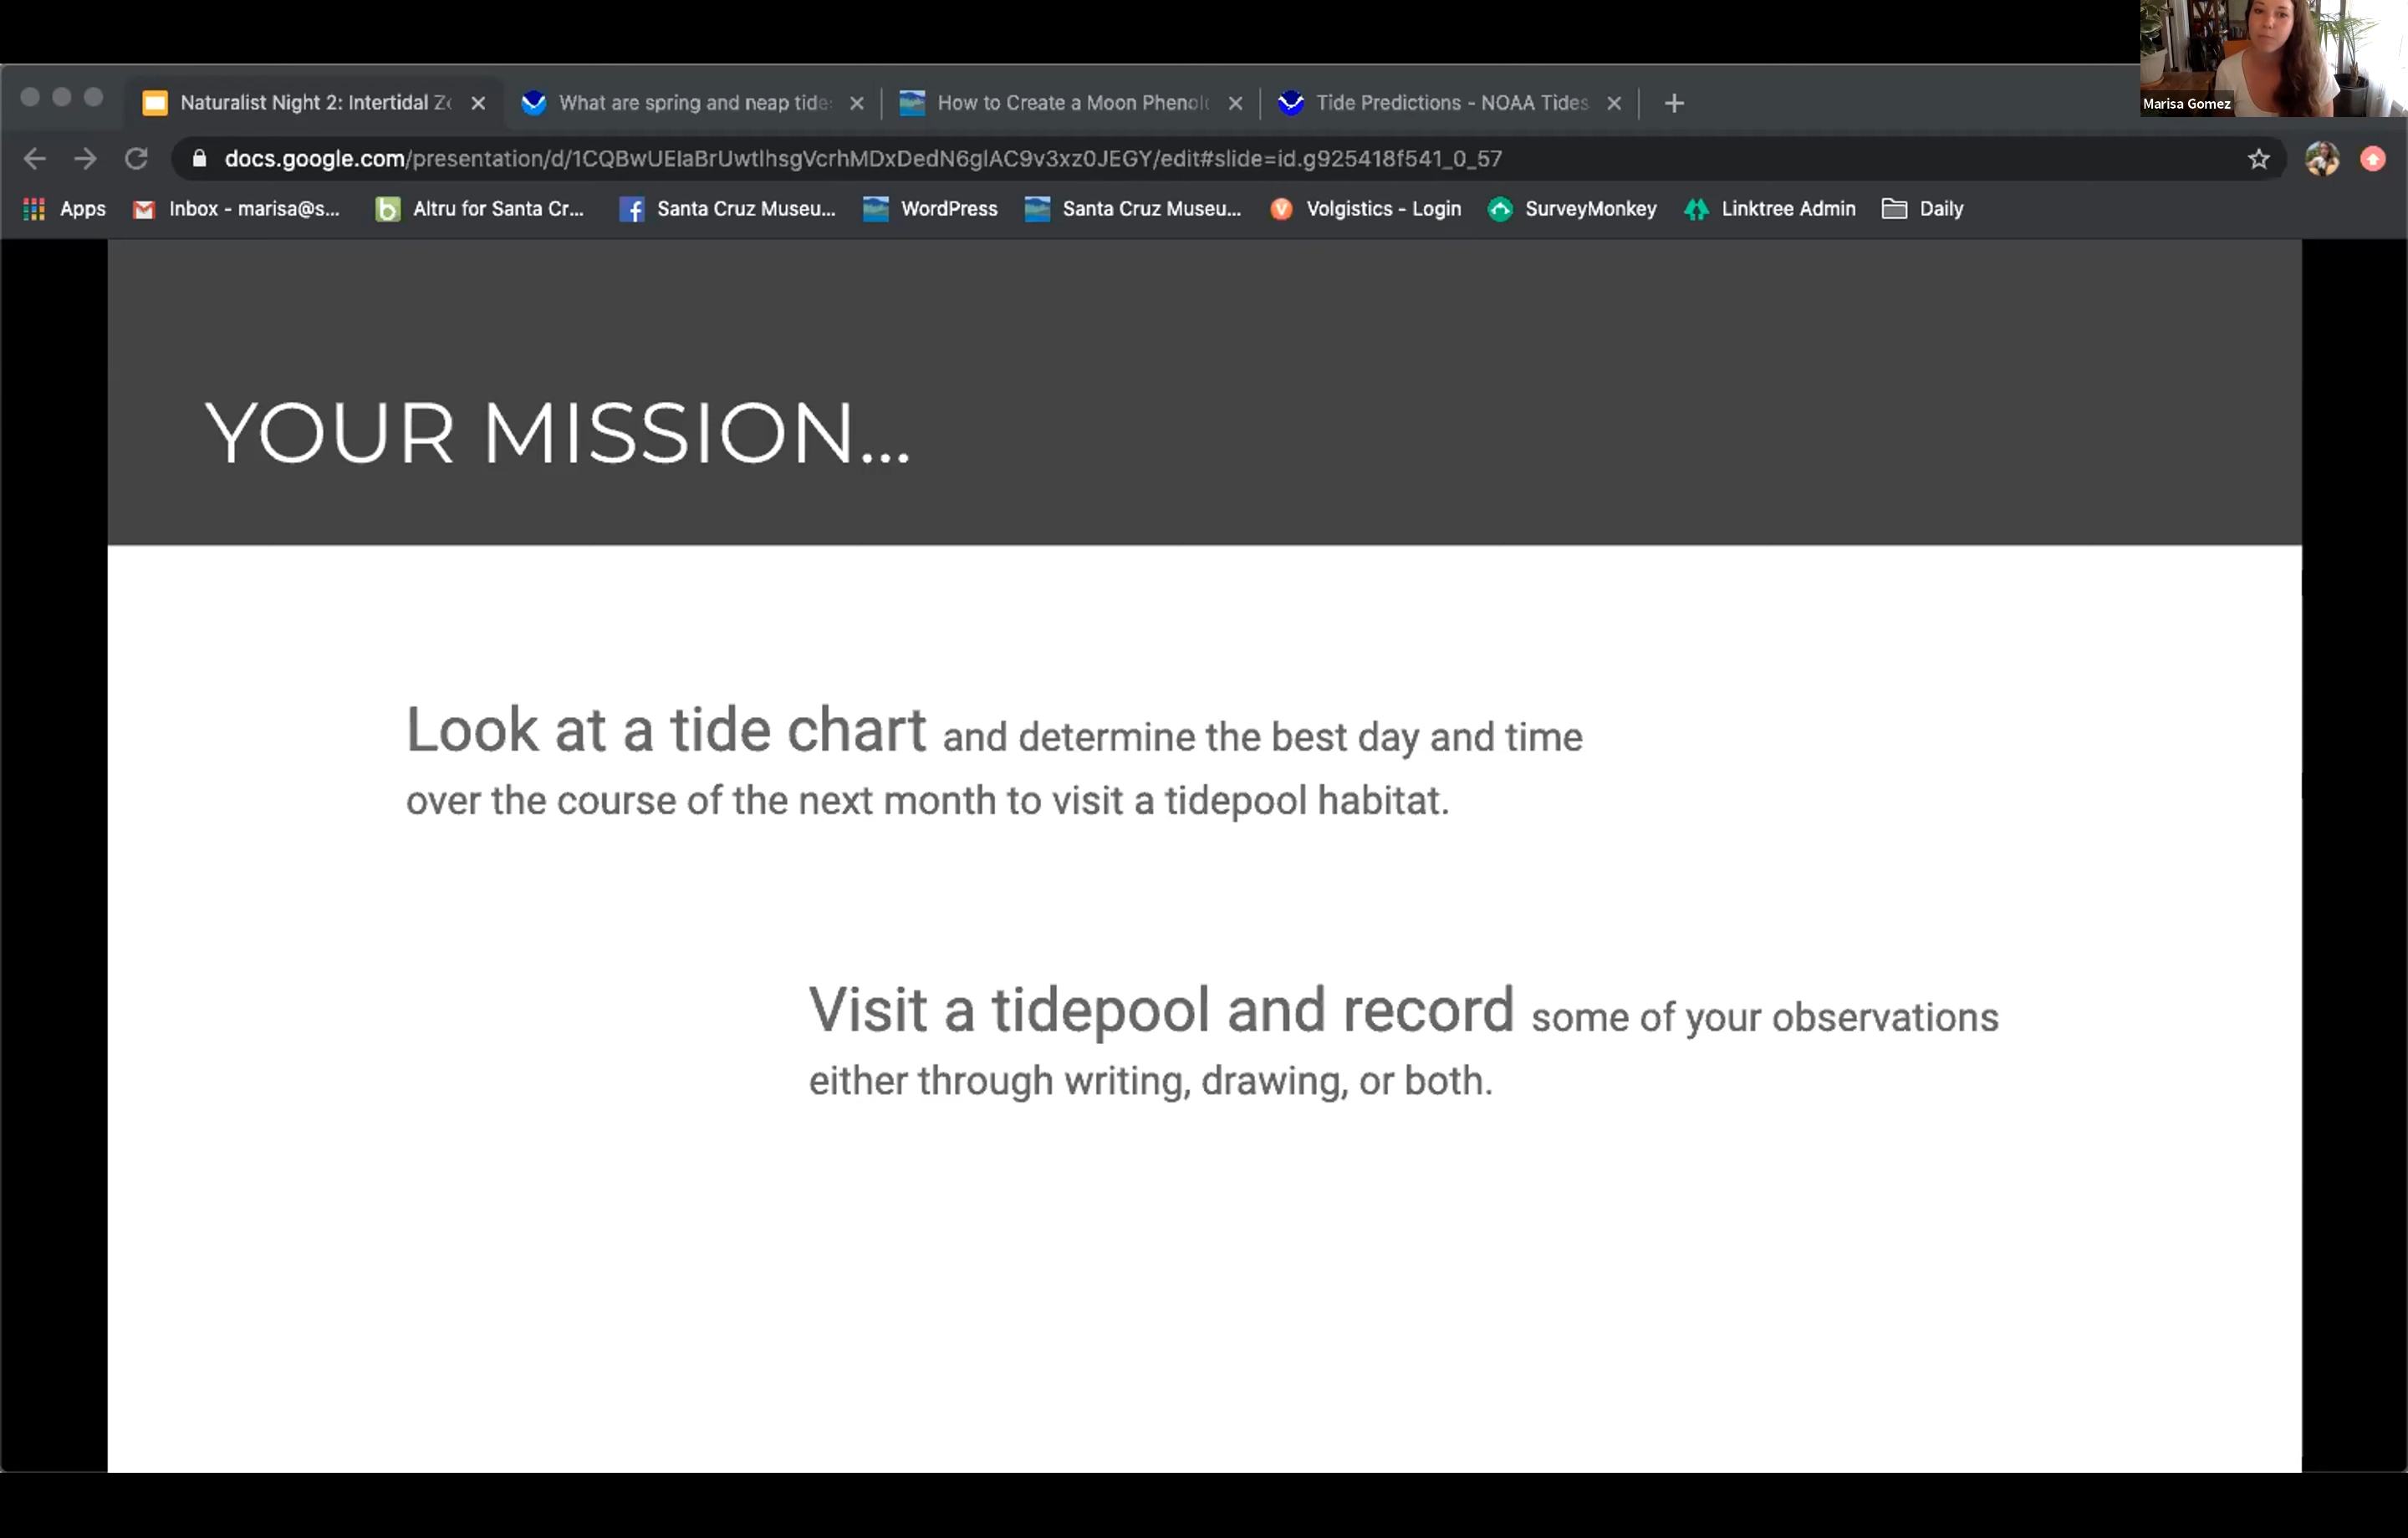 Marisa Gomez
Naturalist Night 2: Intertidal Z
What are spring and neap tide
How to Create a Moon Phenol
Tide Predictions - NOAA Tides
docs.google.com/presentation/d/1CQBwUEIaBrUwtlhsgVcrhMDxDedN6glAC9v3xz0JEGY/edit#slide=id.g925418f541_0_57
Apps
Inbox - marisa@s...
Altru for Santa Cr...
Santa Cruz Museu...
WordPress
Santa Cruz Museu...
Volgistics - Login
SurveyMonkey
Linktree Admin
Daily
YOUR MISSION...
Look at a tide chart and determine the best day and time
over the course of the next month to visit a tidepool habitat.
Visit a tidepool and record some of your observations
either through writing, drawing, or both.